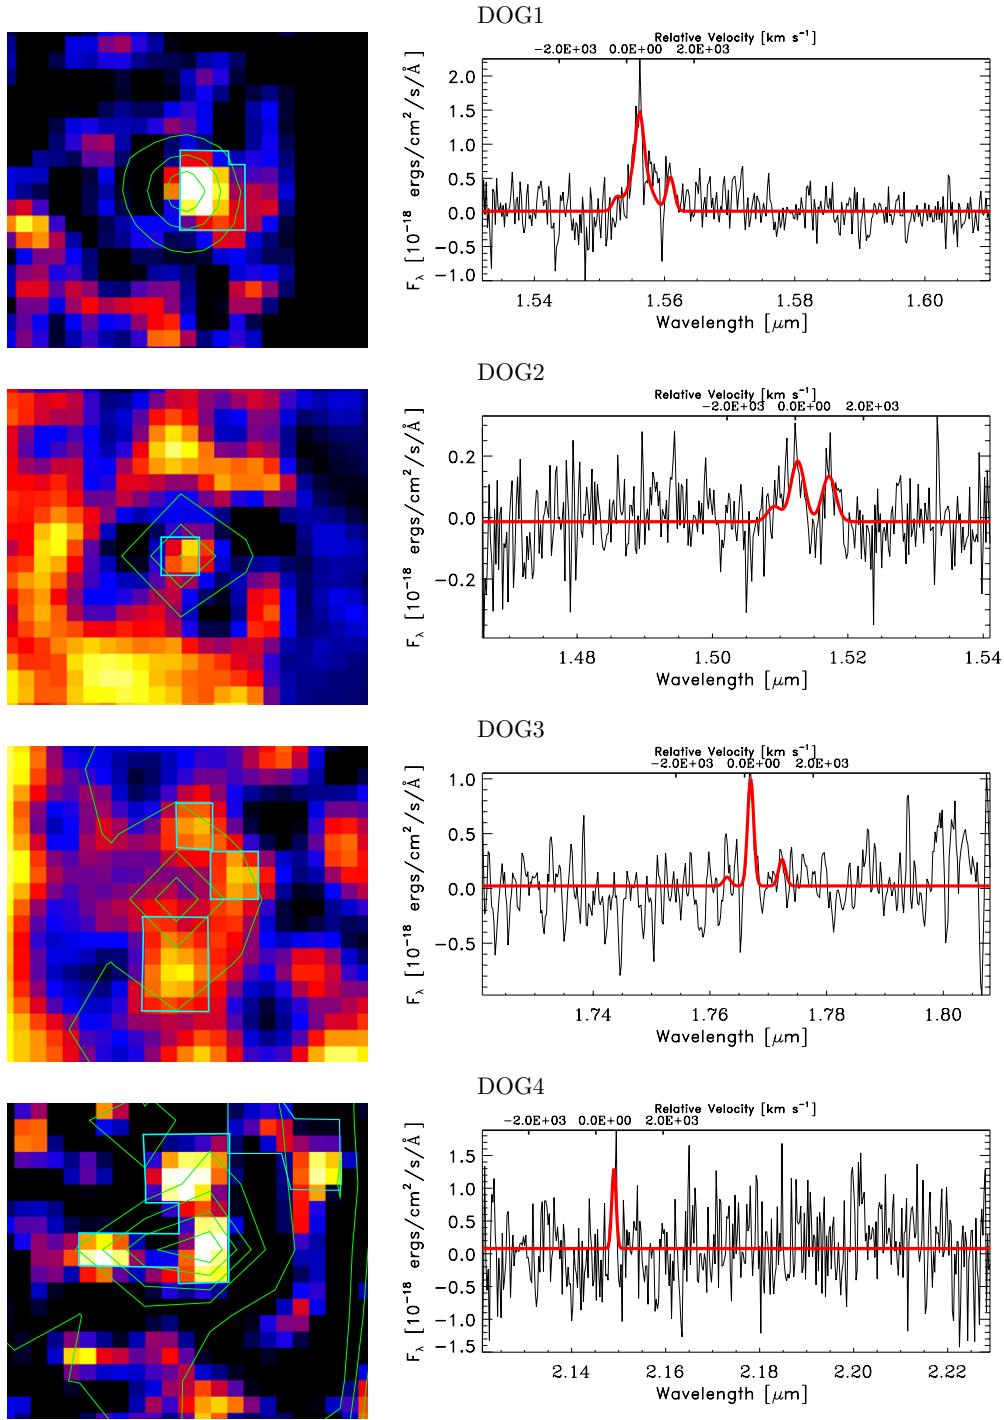 DOG1
Relative Velocity [km s⁻¹]
−2.0E+03 0.0E+00 2.0E+03
2.0
1.5
1.0
0.5
0.0
−0.5
−1.0
F_λ [10⁻¹⁸ ergs/cm²/s/Å]
1.54 1.56 1.58 1.60
Wavelength [μm]
DOG2
Relative Velocity [km s⁻¹]
−2.0E+03 0.0E+00 2.0E+03
0.2
0.0
−0.2
F_λ [10⁻¹⁸ ergs/cm²/s/Å]
1.48 1.50 1.52 1.54
Wavelength [μm]
DOG3
Relative Velocity [km s⁻¹]
−2.0E+03 0.0E+00 2.0E+03
1.0
0.5
0.0
−0.5
F_λ [10⁻¹⁸ ergs/cm²/s/Å]
1.74 1.76 1.78 1.80
Wavelength [μm]
DOG4
Relative Velocity [km s⁻¹]
−2.0E+03 0.0E+00 2.0E+03
1.5
1.0
0.5
0.0
−0.5
−1.0
−1.5
F_λ [10⁻¹⁸ ergs/cm²/s/Å]
2.14 2.16 2.18 2.20 2.22
Wavelength [μm]